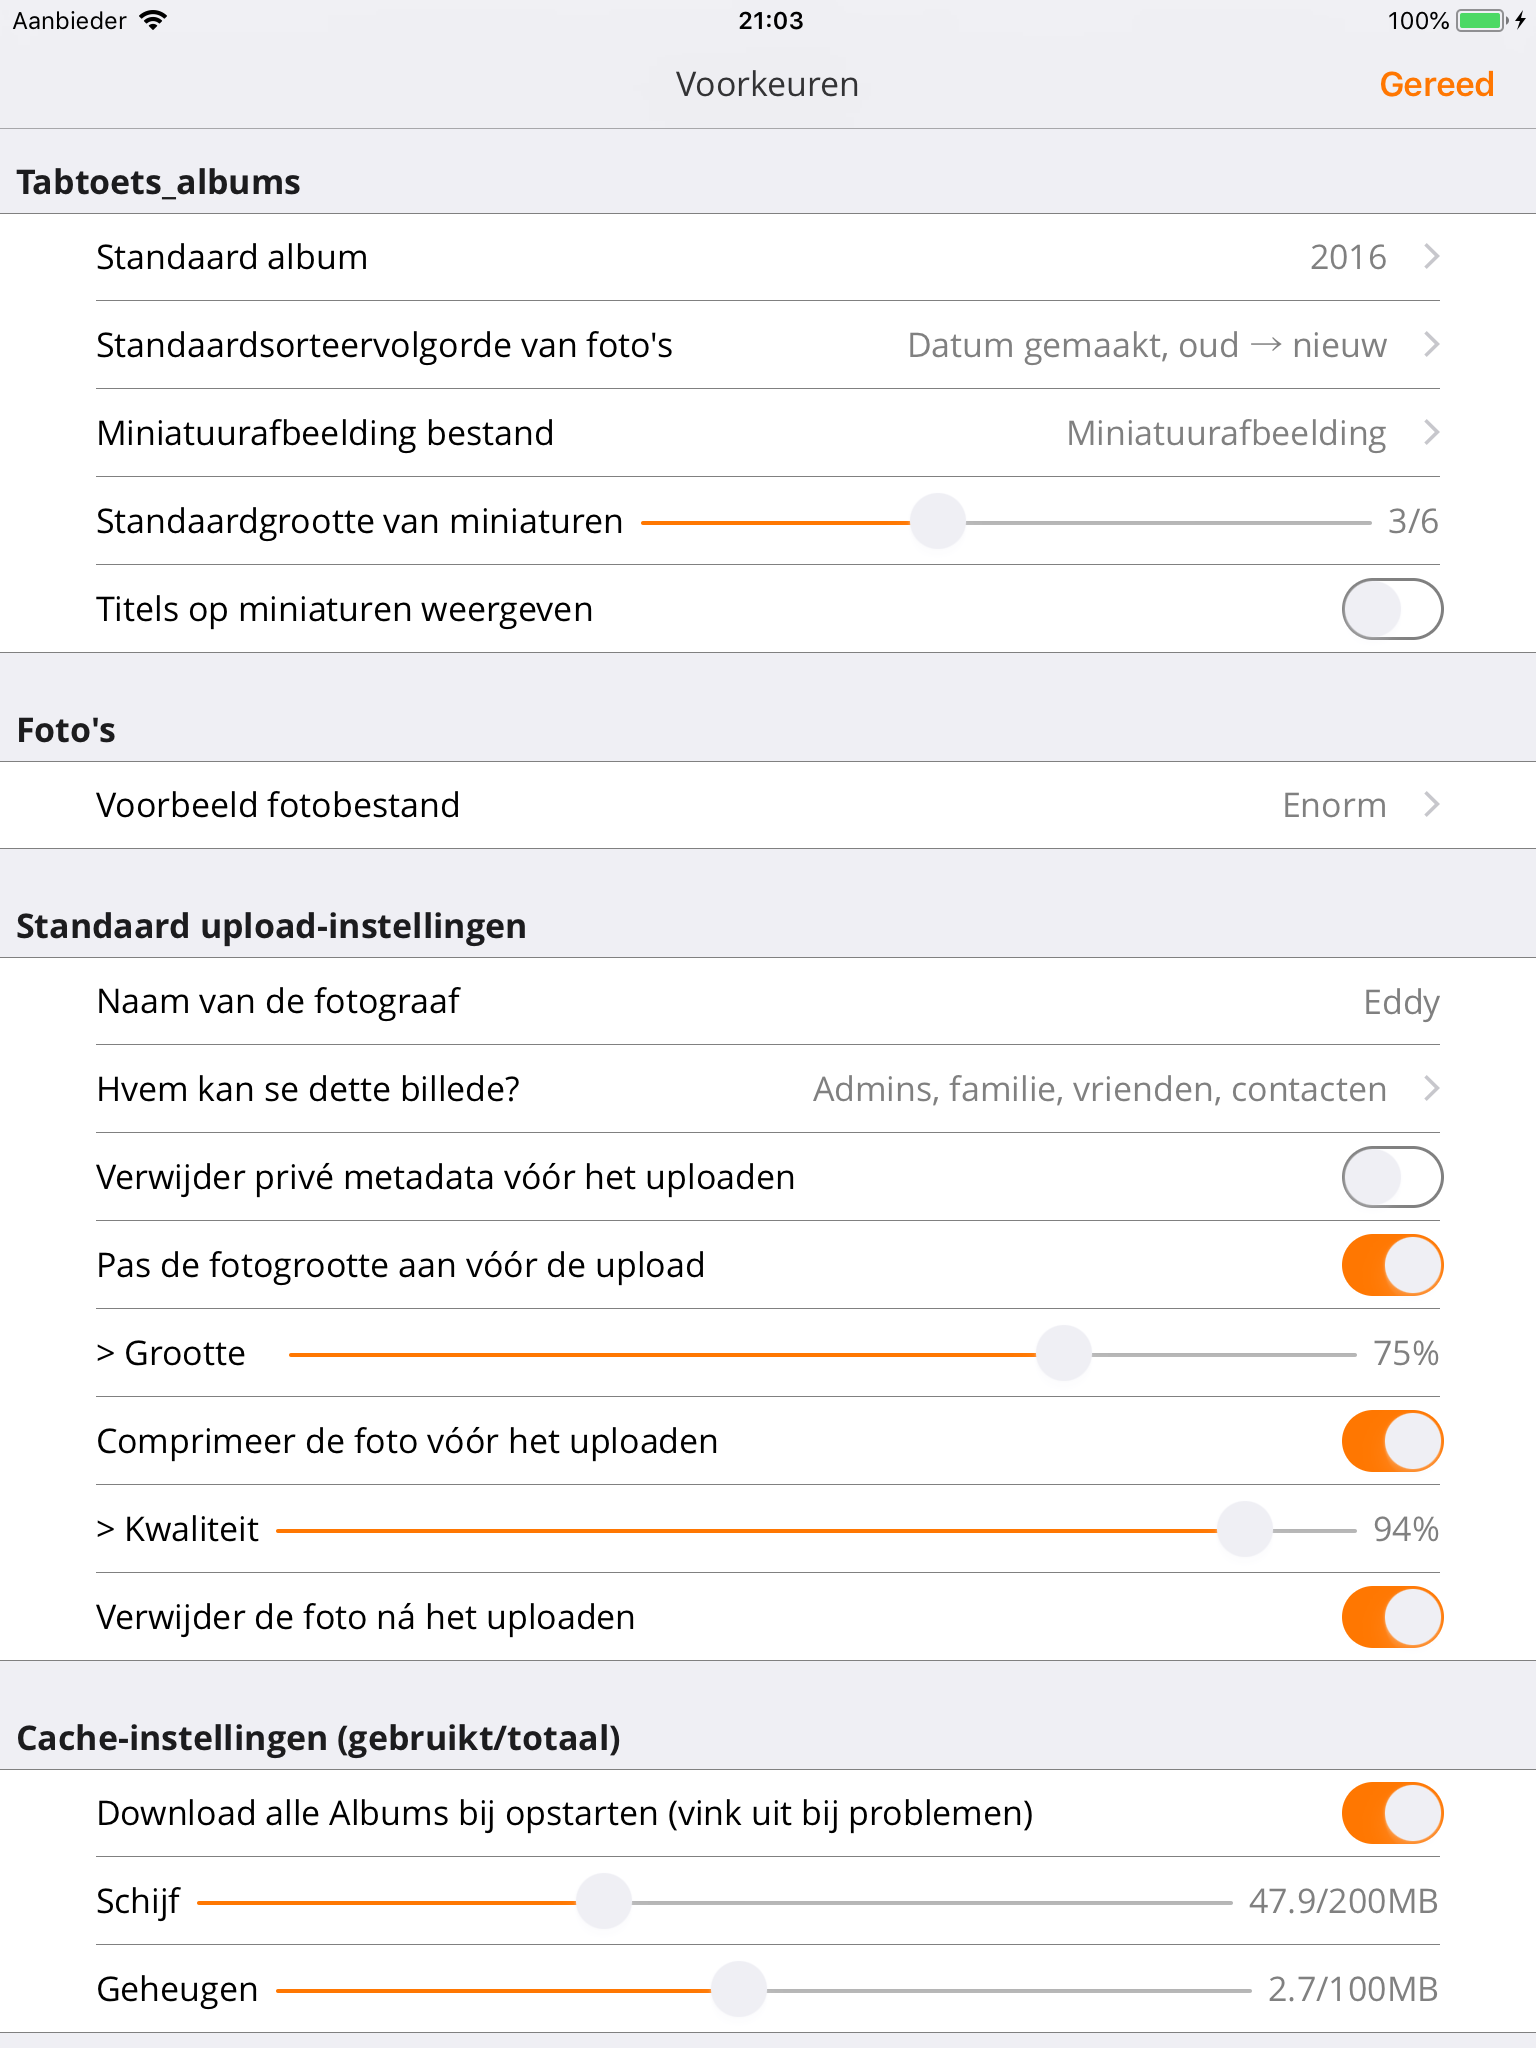 Aanbieder 21:03 100%
Voorkeuren Gereed
Tabtoets_albums
Standaard album 2016
Standaardsorteervolgorde van foto's Datum gemaakt, oud → nieuw
Miniatuurafbeelding bestand Miniatuurafbeelding
Standaardgrootte van miniaturen 3/6
Titels op miniaturen weergeven
Foto's
Voorbeeld fotobestand Enorm
Standaard upload-instellingen
Naam van de fotograaf Eddy
Hvem kan se dette billede? Admins, familie, vrienden, contacten
Verwijder privé metadata vóór het uploaden
Pas de fotogrootte aan vóór de upload
> Grootte 75%
Comprimeer de foto vóór het uploaden
> Kwaliteit 94%
Verwijder de foto ná het uploaden
Cache-instellingen (gebruikt/totaal)
Download alle Albums bij opstarten (vink uit bij problemen)
Schijf 47.9/200MB
Geheugen 2.7/100MB